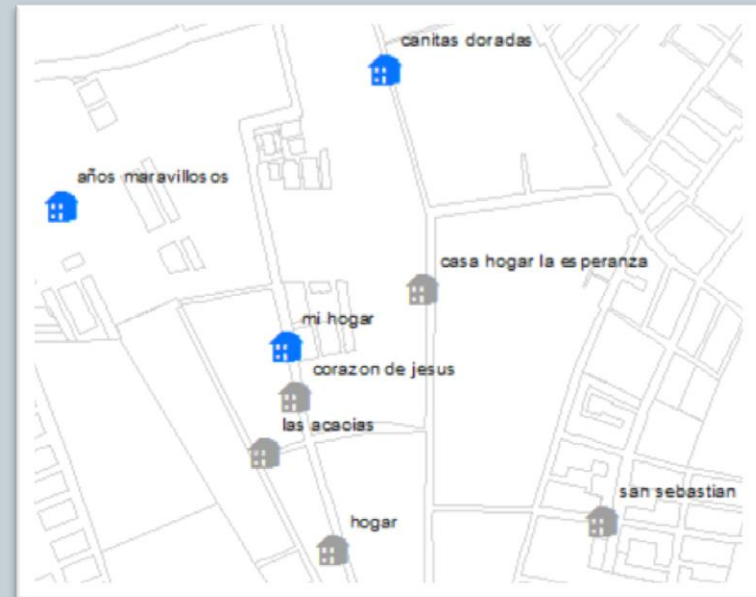 canitas doradas
años maravillosos
casa hogar la esperanza
mi hogar
corazon de jesus
las acacias
san sebastian
hogar